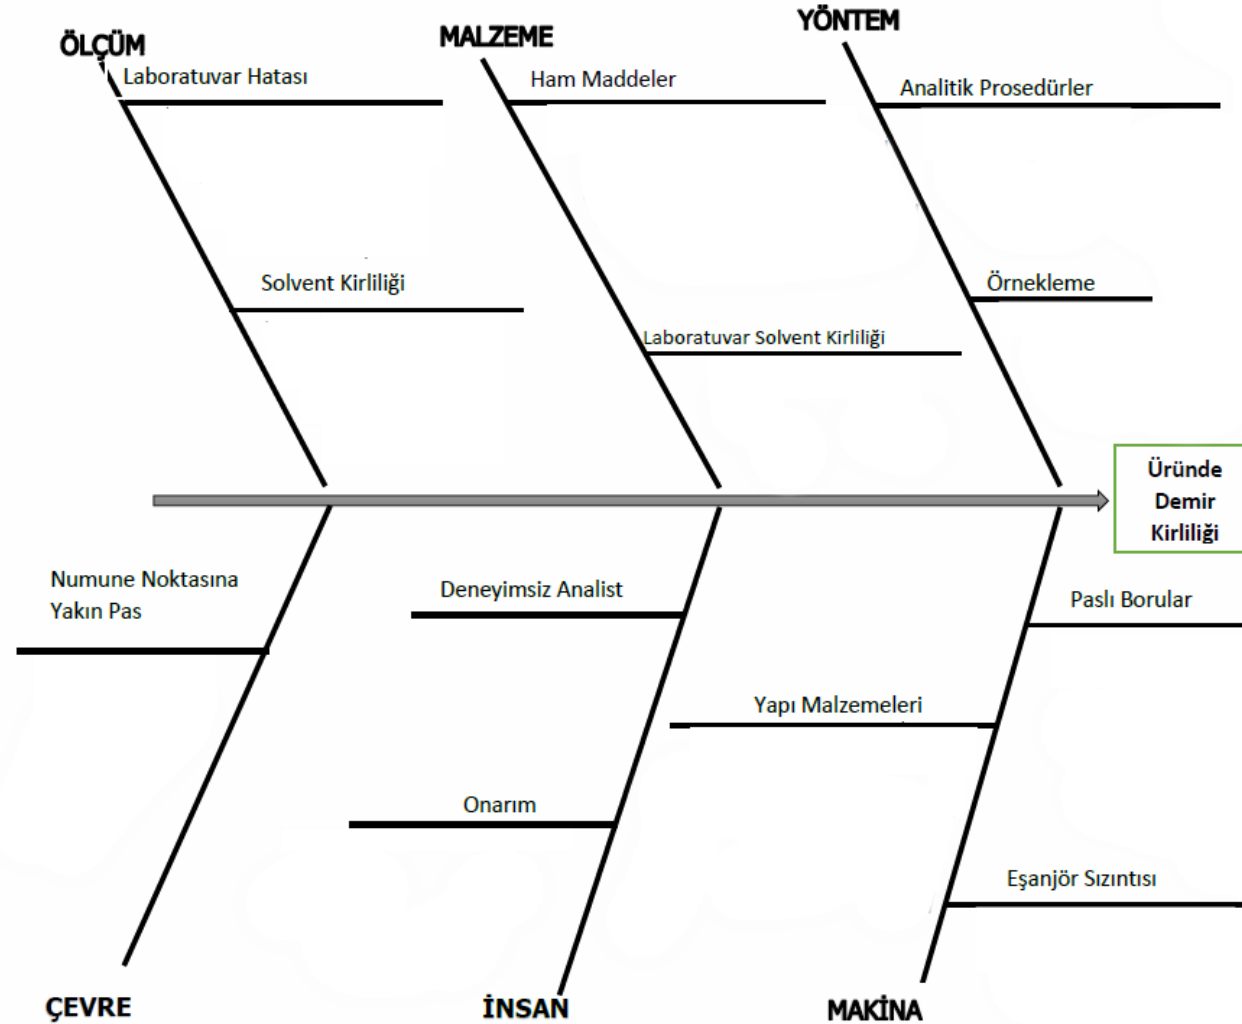 ÖLÇÜM
MALZEME
YÖNTEM
Laboratuvar Hatası
Ham Maddeler
Analitik Prosedürler
Solvent Kirliliği
Örnekleme
Laboratuvar Solvent Kirliliği
Üründe
Demir
Kirliliği
Numune Noktasına
Yakın Pas
Deneyimsiz Analist
Paslı Borular
Yapı Malzemeleri
Onarım
Eşanjör Sızıntısı
ÇEVRE
İNSAN
MAKİNA